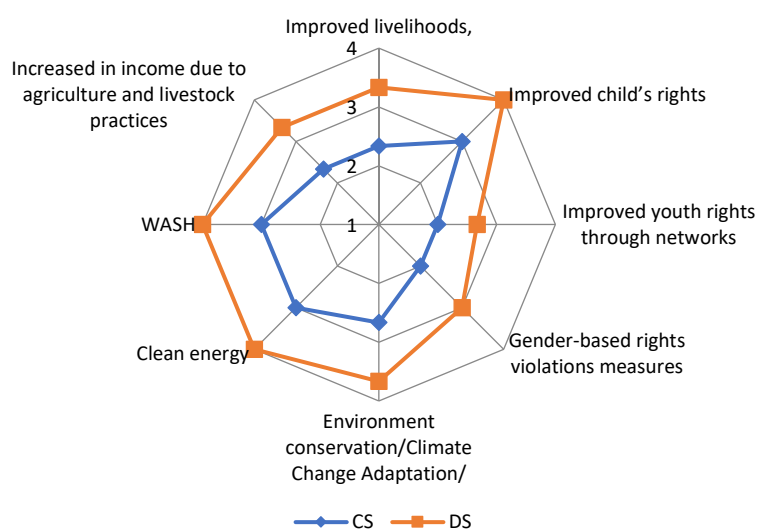 Improved livelihoods,
4
Increased in income due to
agriculture and livestock
practices
3
Improved child’s rights
2
WASH
1
Improved youth rights
through networks
Clean energy
Gender-based rights
violations measures
Environment
conservation/Climate
Change Adaptation/
CS
DS